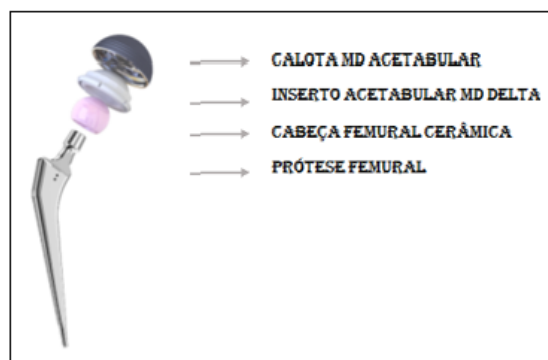 CALOTA MD ACETABULAR
INSERTO ACETABULAR MD DELTA
CABEÇA FEMURAL CERÂMICA
PRÓTESE FEMURAL